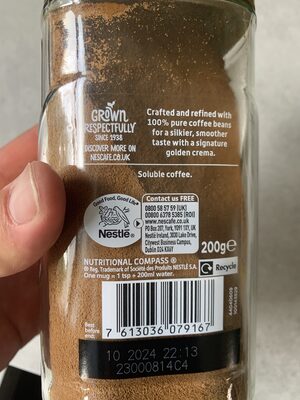 GROWN
RESPECTFULLY
SINCE 1938
DISCOVER MORE ON
NESCAFE.CO.UK
Crafted and refined with
100% pure coffee beans
for a silkier, smoother
taste with a signature
golden crema.
Soluble coffee.
Good Food, Good Life
Nestlé
Contact us FREE
0800 58 57 59 (UK)
00800 6378 5385 (ROI)
www.nescafe.co.uk
PO Box 207, York, YO91 1XY, UK
Nestlé Ireland, 3030 Lake Drive,
Citywest Business Campus,
Dublin D24 K6VY
200g℮
NUTRITIONAL COMPASS ®
® Reg. Trademark of Société des Produits NESTLÉ S.A.
One mug = 1 tsp + 200ml water.
Recycle
Best
before
end:
7 613036 079167
10 2024 22:13
23000814C4